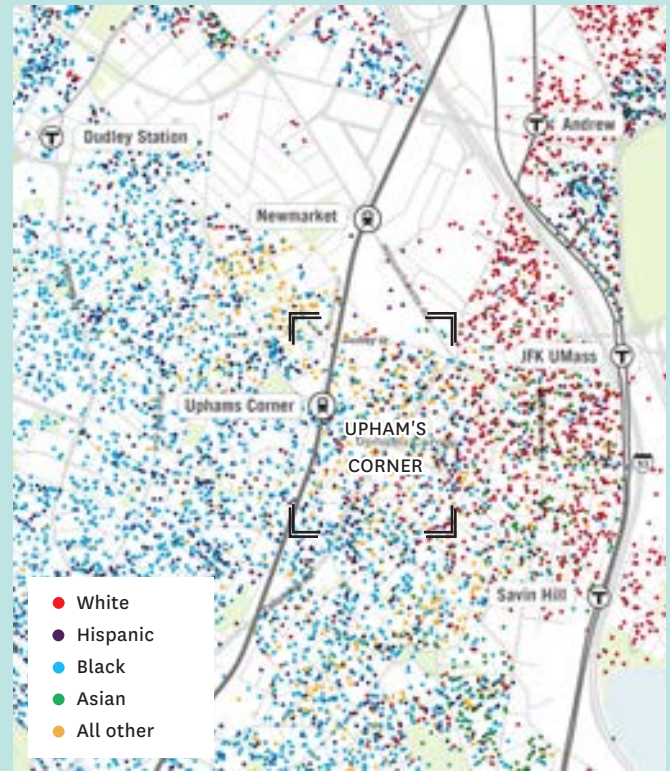 Dudley Station
Andrew
Newmarket
JFK UMass
Uphams Corner
UPHAM'S
CORNER
Savin Hill
White
Hispanic
Black
Asian
All other